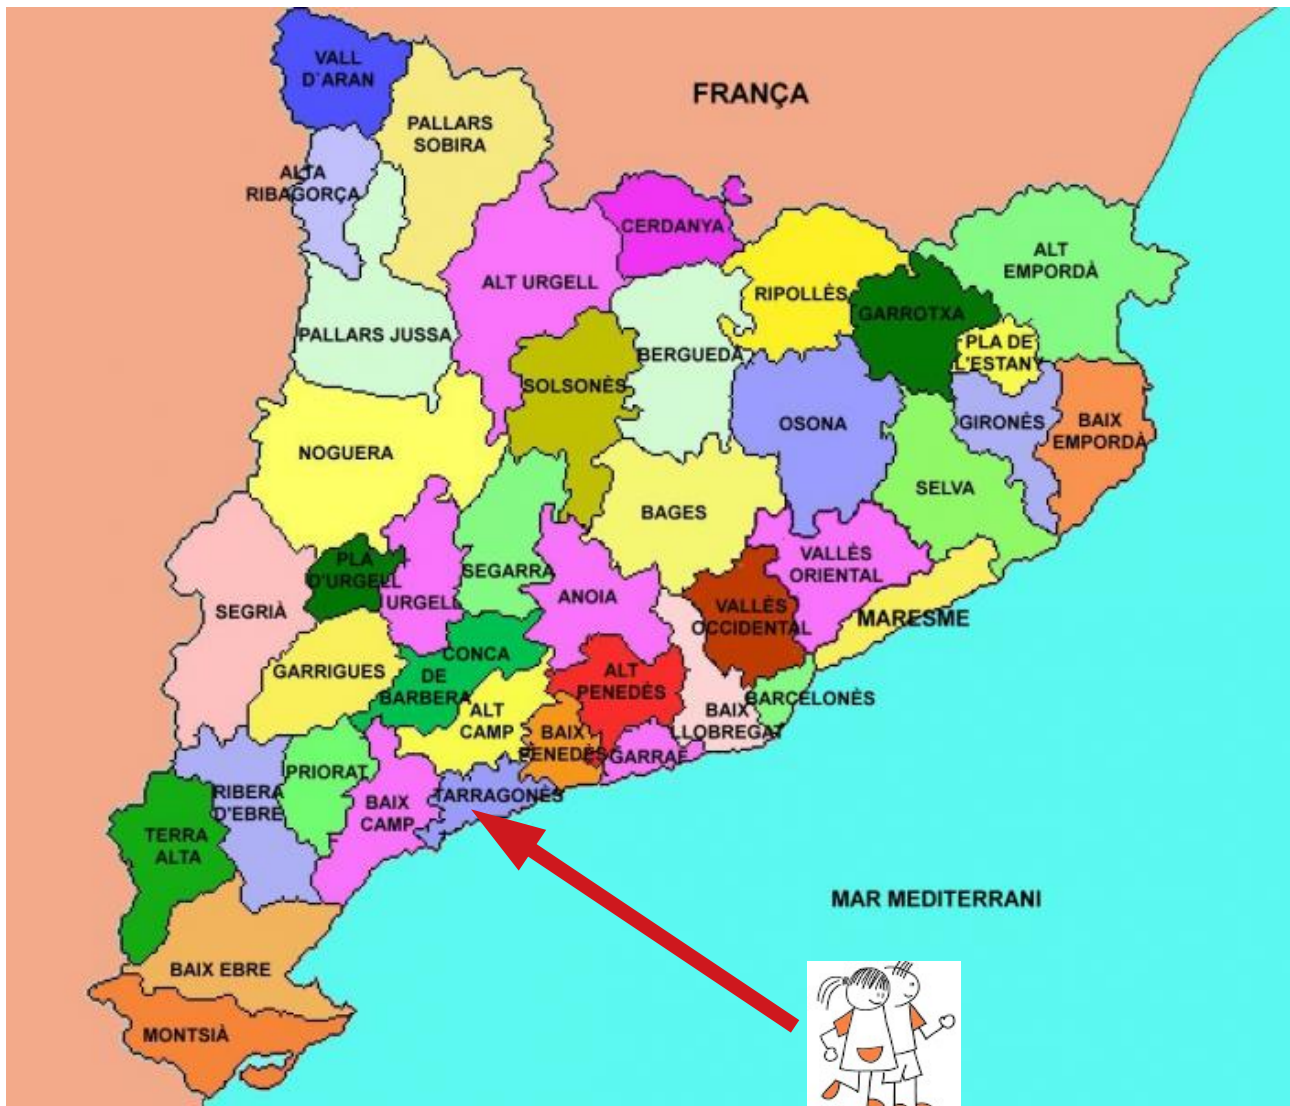 VALL
D'ARAN
PALLARS
SOBIRA
FRANÇA
ALTA
RIBAGORÇA
CERDANYA
ALT URGELL
ALT
EMPORDÀ
RIPOLLÈS
GARROTXA
PALLARS JUSSA
BERGUEDÀ
PLA DE
L'ESTANY
SOLSONÈS
OSONA
GIRONÈS
BAIX
EMPORDÀ
NOGUERA
SELVA
BAGES
PLA
D'URGELL
SEGARRA
VALLÈS
ORIENTAL
URGELL
ANOIA
SEGRIÀ
VALLÈS
OCCIDENTAL
MARESME
CONCA
DE
BARBERA
GARRIGUES
ALT
PENEDÈS
BARCELONÈS
ALT
CAMP
BAIX
LLOBREGAT
BAIX
PENEDÈS
GARRAF
PRIORAT
RIBERA
D'EBRE
TARRAGONÈS
BAIX
CAMP
TERRA
ALTA
MAR MEDITERRANI
BAIX EBRE
MONTSIÀ